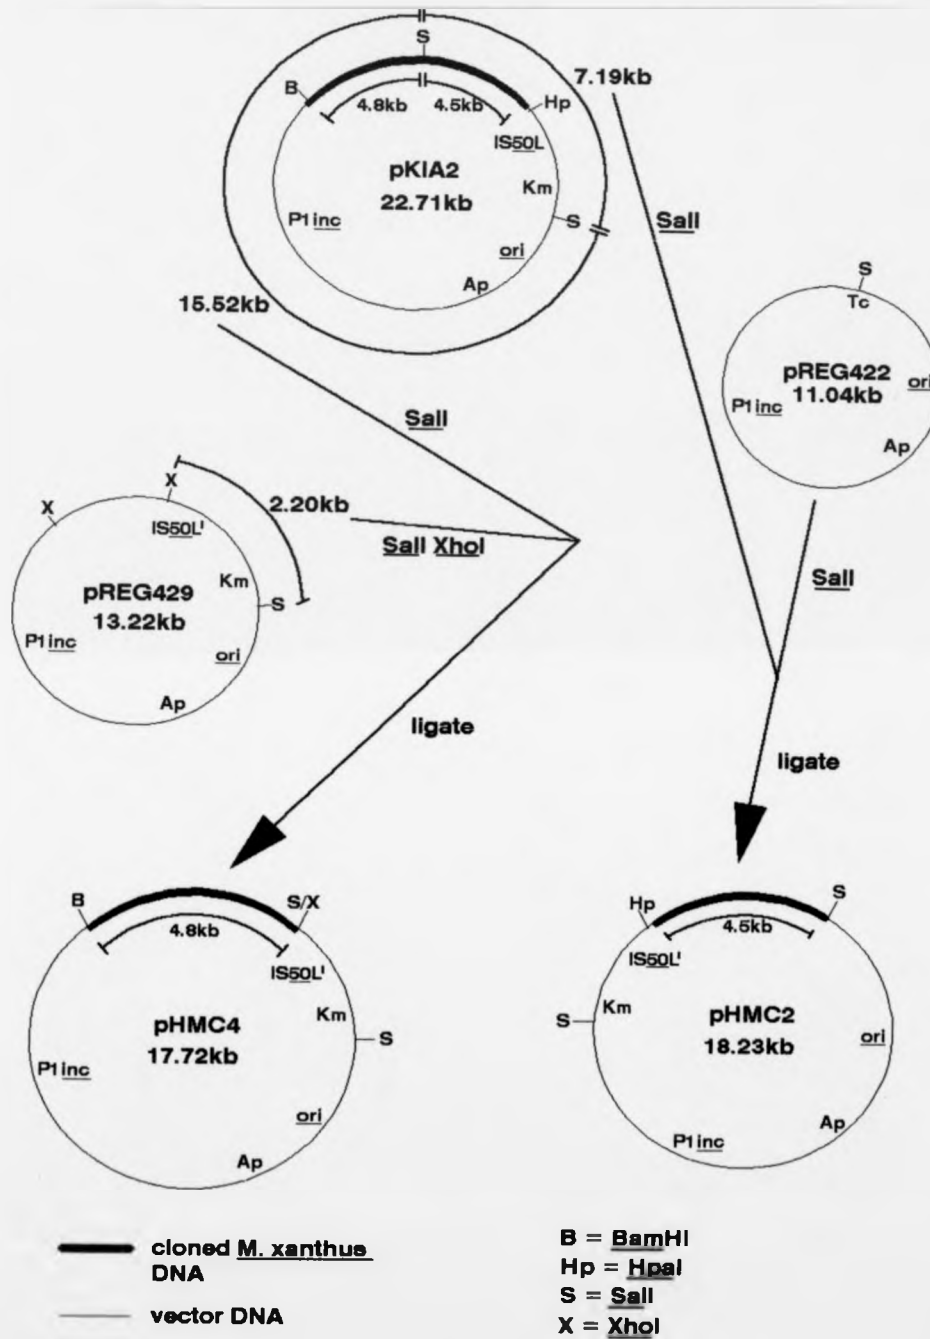 S
7.19kb
B
4.8kb
4.5kb
Hp
IS50L
pKIA2
22.71kb
Km
P1 inc
S
SalI
ori
Ap
15.52kb
S
Tc
pREG422
11.04kb
ori
P1 inc
Ap
SalI
X
X
2.20kb
IS50L'
SalI XhoI
Km
pREG429
13.22kb
S
SalI
P1 inc
ori
Ap
ligate
ligate
B
S/X
4.8kb
IS50L'
Km
pHMC4
17.72kb
S
P1 inc
ori
Ap
Hp
S
4.5kb
IS50L'
S
Km
pHMC2
18.23kb
ori
Ap
P1 inc
cloned M. xanthus
DNA
vector DNA
B = BamHI
Hp = HpaI
S = SalI
X = XhoI